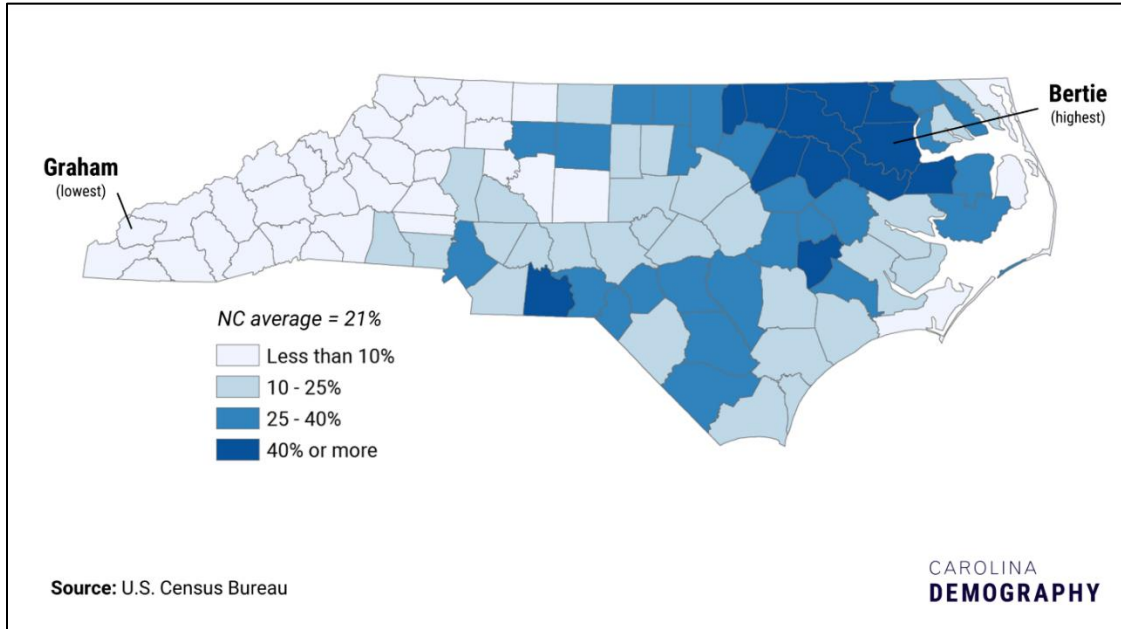 Bertie
(highest)
Graham
(lowest)
NC average = 21%
Less than 10%
10 - 25%
25 - 40%
40% or more
Source: U.S. Census Bureau
CAROLINA
DEMOGRAPHY